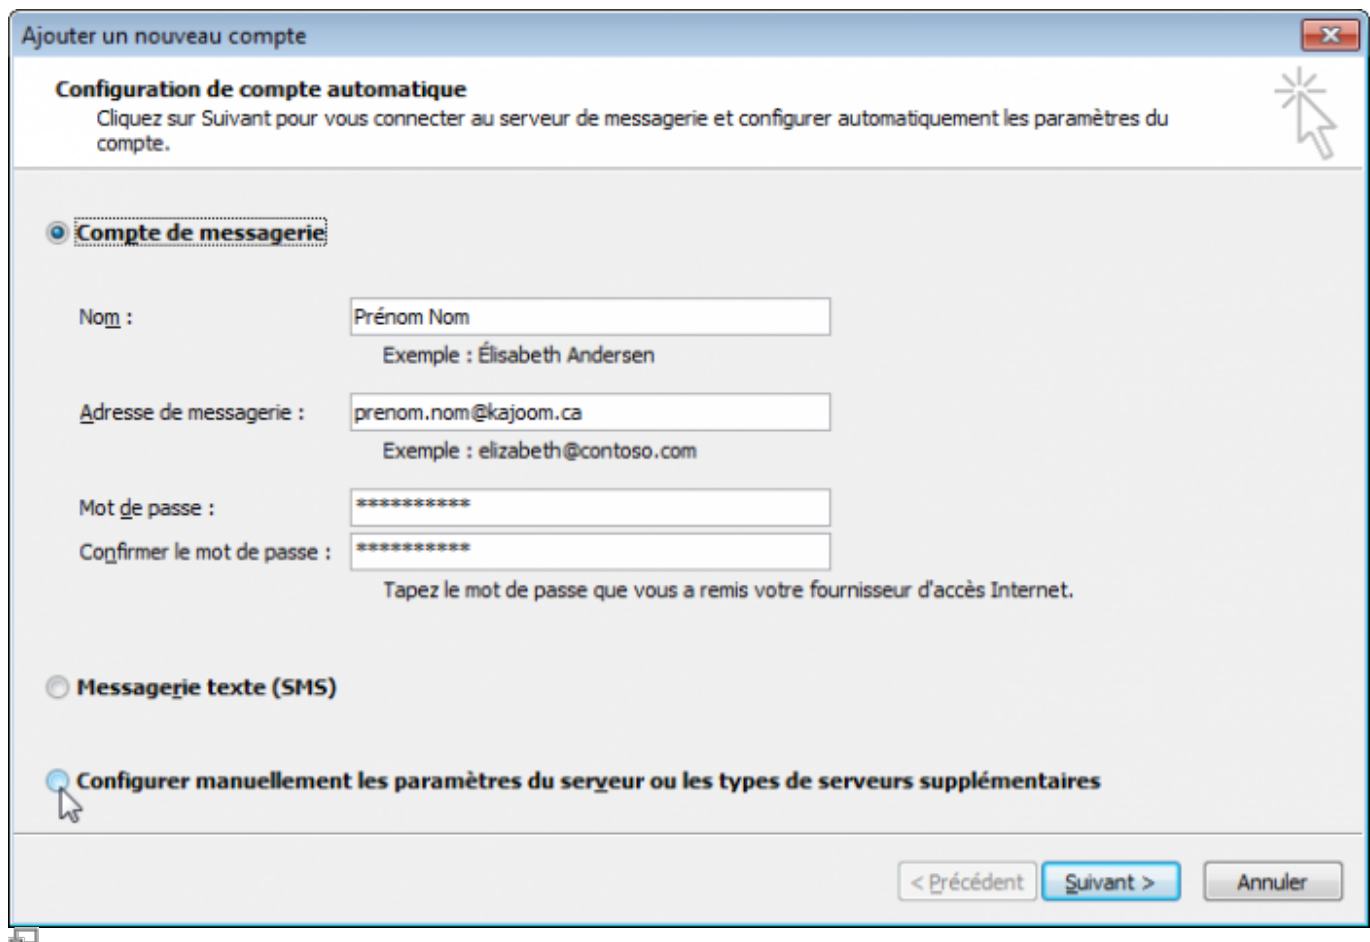 Ajouter un nouveau compte
Configuration de compte automatique
Cliquez sur Suivant pour vous connecter au serveur de messagerie et configurer automatiquement les paramètres du
compte.
Compte de messagerie
Nom : Prénom Nom
Exemple : Élisabeth Andersen
Adresse de messagerie : prenom.nom@kajoom.ca
Exemple : elizabeth@contoso.com
Mot de passe : **********
Confirmer le mot de passe : **********
Tapez le mot de passe que vous a remis votre fournisseur d'accès Internet.
Messagerie texte (SMS)
Configurer manuellement les paramètres du serveur ou les types de serveurs supplémentaires
< Précédent Suivant > Annuler